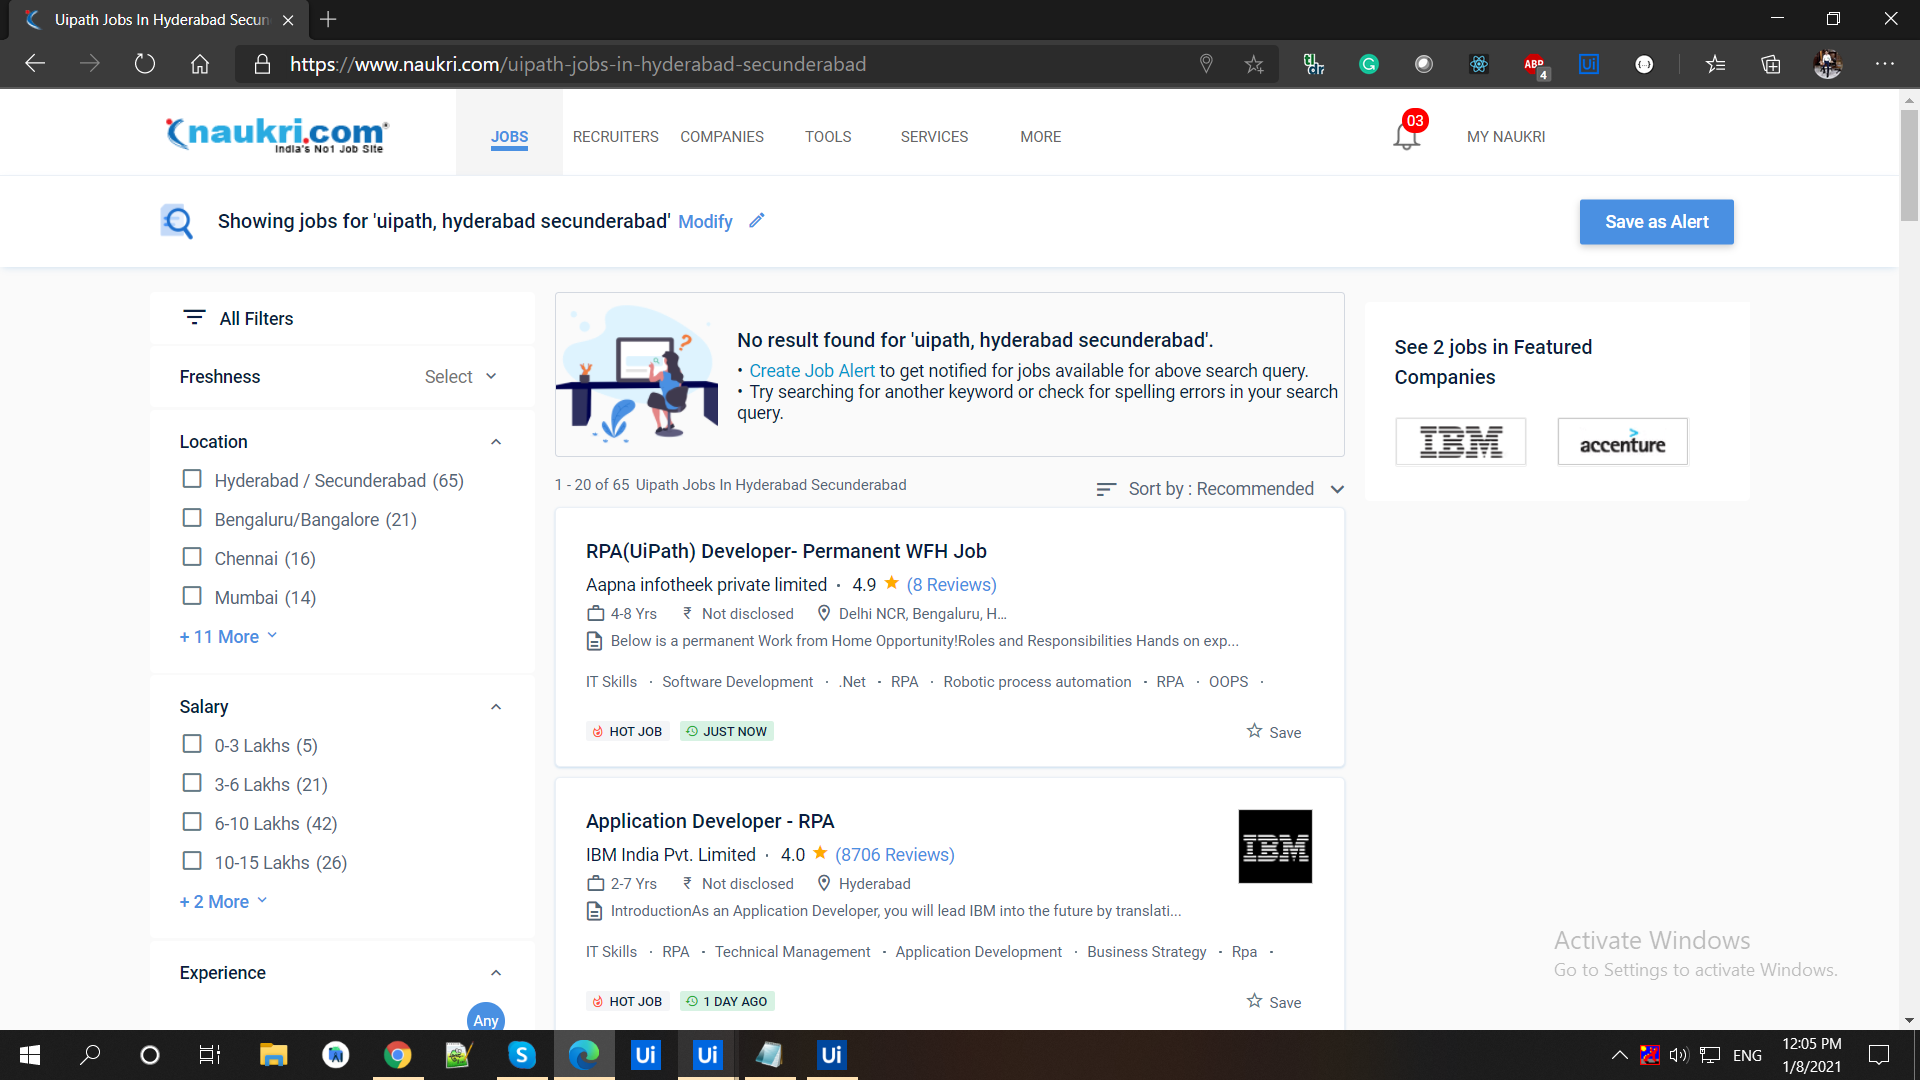 Uipath Jobs In Hyderabad Secun
https://www.naukri.com/uipath-jobs-in-hyderabad-secunderabad
ABP
4
Ui
naukri.com
India's No1 Job Site
JOBS
RECRUITERS
COMPANIES
TOOLS
SERVICES
MORE
03
MY NAUKRI
Showing jobs for 'uipath, hyderabad secunderabad' Modify
Save as Alert
All Filters
Freshness
Select
Location
Hyderabad / Secunderabad (65)
Bengaluru/Bangalore (21)
Chennai (16)
Mumbai (14)
+ 11 More
Salary
0-3 Lakhs (5)
3-6 Lakhs (21)
6-10 Lakhs (42)
10-15 Lakhs (26)
+ 2 More
Experience
Any
No result found for 'uipath, hyderabad secunderabad'.
• Create Job Alert to get notified for jobs available for above search query.
• Try searching for another keyword or check for spelling errors in your search
query.
1 - 20 of 65 Uipath Jobs In Hyderabad Secunderabad
Sort by : Recommended
RPA(UiPath) Developer- Permanent WFH Job
Aapna infotheek private limited · 4.9 (8 Reviews)
4-8 Yrs ₹ Not disclosed Delhi NCR, Bengaluru, H...
Below is a permanent Work from Home Opportunity!Roles and Responsibilities Hands on exp...
IT Skills · Software Development · .Net · RPA · Robotic process automation · RPA · OOPS ·
HOT JOB JUST NOW
Save
Application Developer - RPA
IBM India Pvt. Limited · 4.0 (8706 Reviews)
2-7 Yrs ₹ Not disclosed Hyderabad
IntroductionAs an Application Developer, you will lead IBM into the future by translati...
IT Skills · RPA · Technical Management · Application Development · Business Strategy · Rpa ·
HOT JOB 1 DAY AGO
Save
IBM
See 2 jobs in Featured
Companies
IBM
accenture
Activate Windows
Go to Settings to activate Windows.
Ui
Ui
Ui
ENG
12:05 PM
1/8/2021